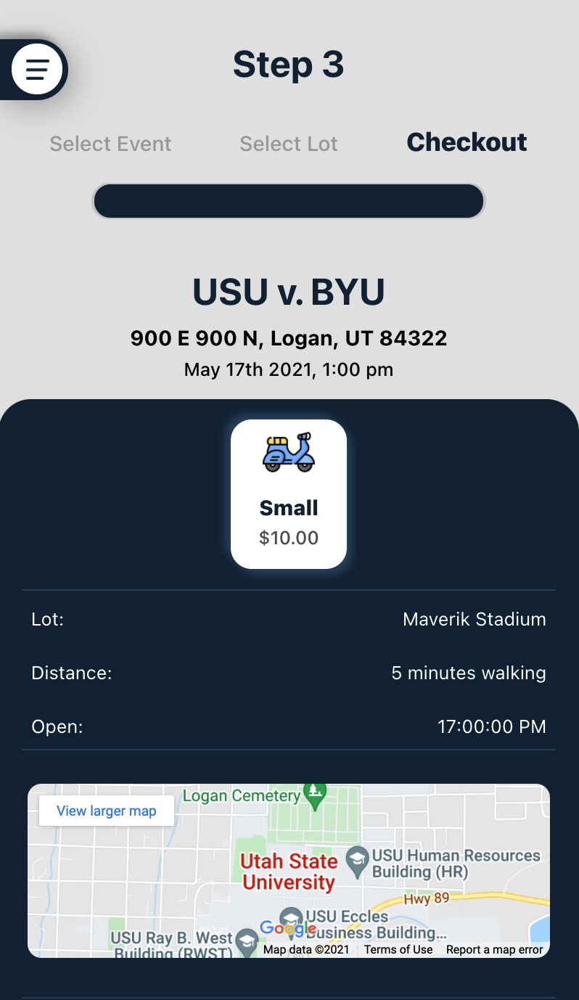 Step 3
Select Event
Select Lot
Checkout
USU v. BYU
900 E 900 N, Logan, UT 84322
May 17th 2021, 1:00 pm
Small
$10.00
Lot:
Maverik Stadium
Distance:
5 minutes walking
Open:
17:00:00 PM
Logan Cemetery
View larger map
USU Human Resources
Building (HR)
Utah State
University
Hwy 89
USU Eccles
Business Building...
Google
USU Ray B. West
Building (RWST)
Map data ©2021
Terms of Use
Report a map error